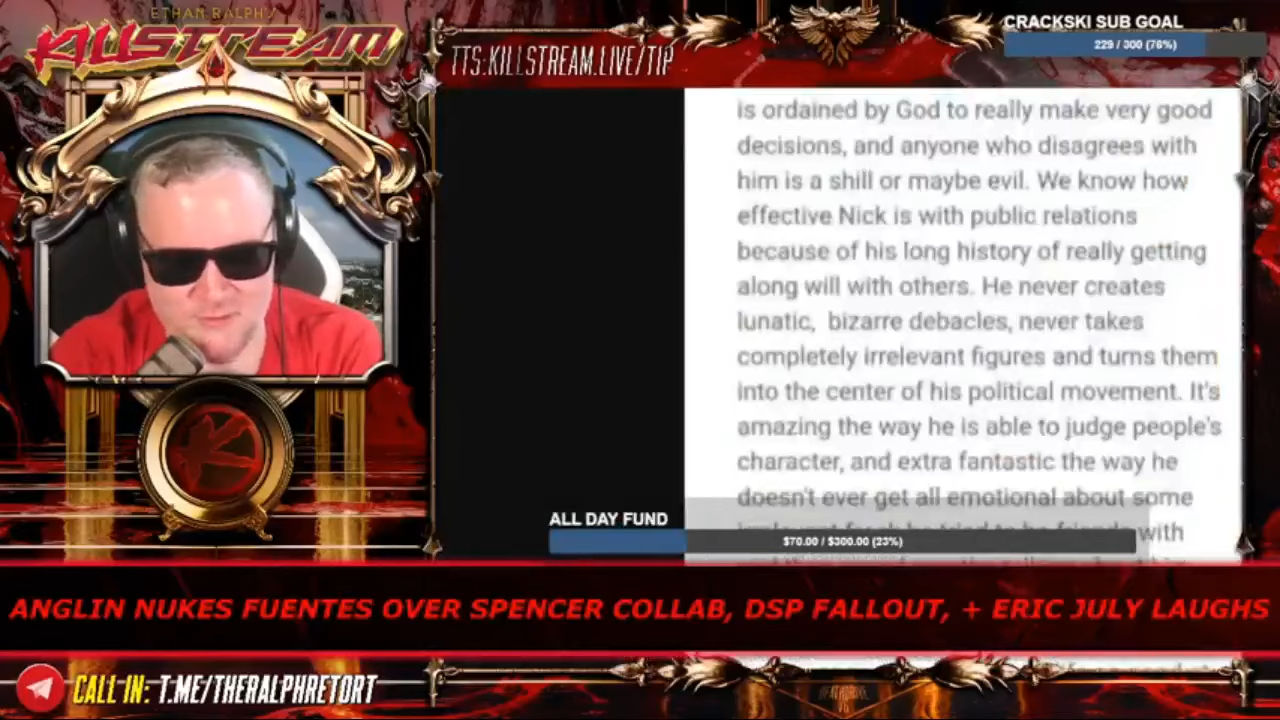 ETHAN RALPH'S
KILLSTREAM
TTS:KILLSTREAM.LIVE/TIP
CRACKSKI SUB GOAL
229 / 300 (76%)
is ordained by God to really make very good
decisions, and anyone who disagrees with
him is a shill or maybe evil. We know how
effective Nick is with public relations
because of his long history of really getting
along will with others. He never creates
lunatic, bizarre debacles, never takes
completely irrelevant figures and turns them
into the center of his political movement. It's
amazing the way he is able to judge people's
character, and extra fantastic the way he
doesn't ever get all emotional about some
with
ALL DAY FUND
$70.00 / $300.00 (23%)
ANGLIN NUKES FUENTES OVER SPENCER COLLAB, DSP FALLOUT, + ERIC JULY LAUGHS
CALL IN: T.ME/THERALPHRETORT